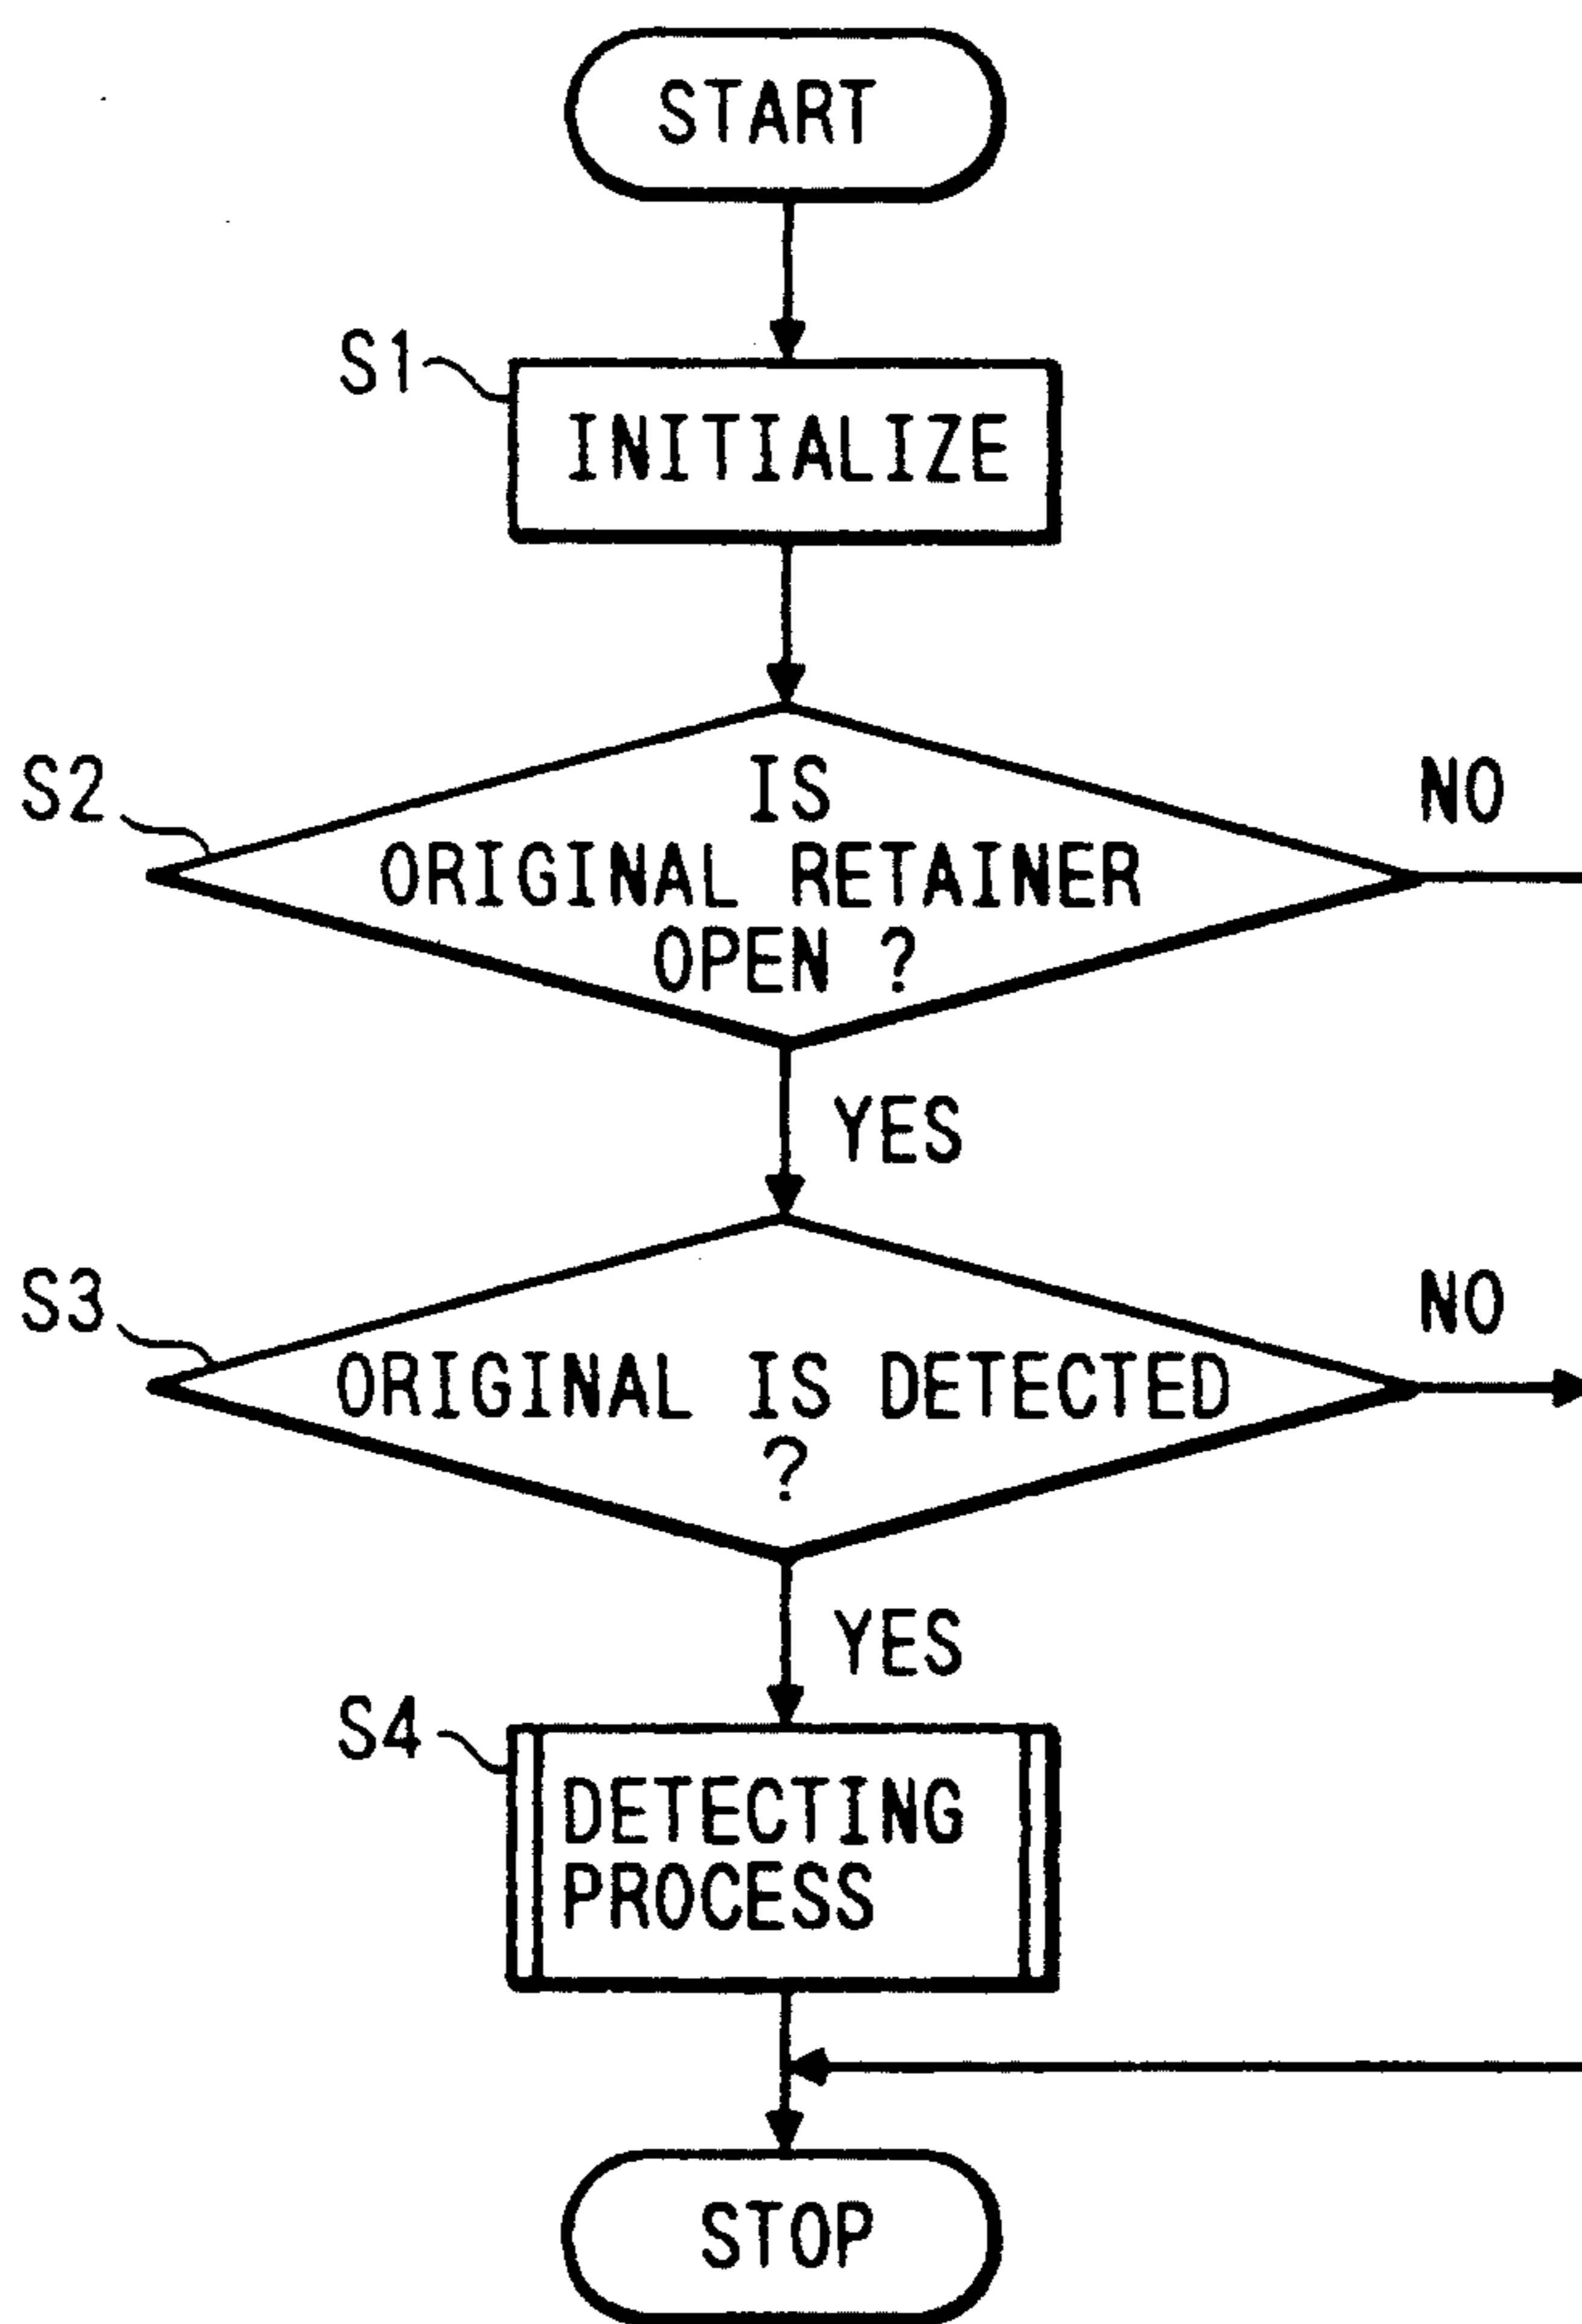 START
S1
INITIALIZE
S2
IS
ORIGINAL RETAINER
OPEN ?
NO
YES
S3
ORIGINAL IS DETECTED
?
NO
YES
S4
DETECTING
PROCESS
STOP